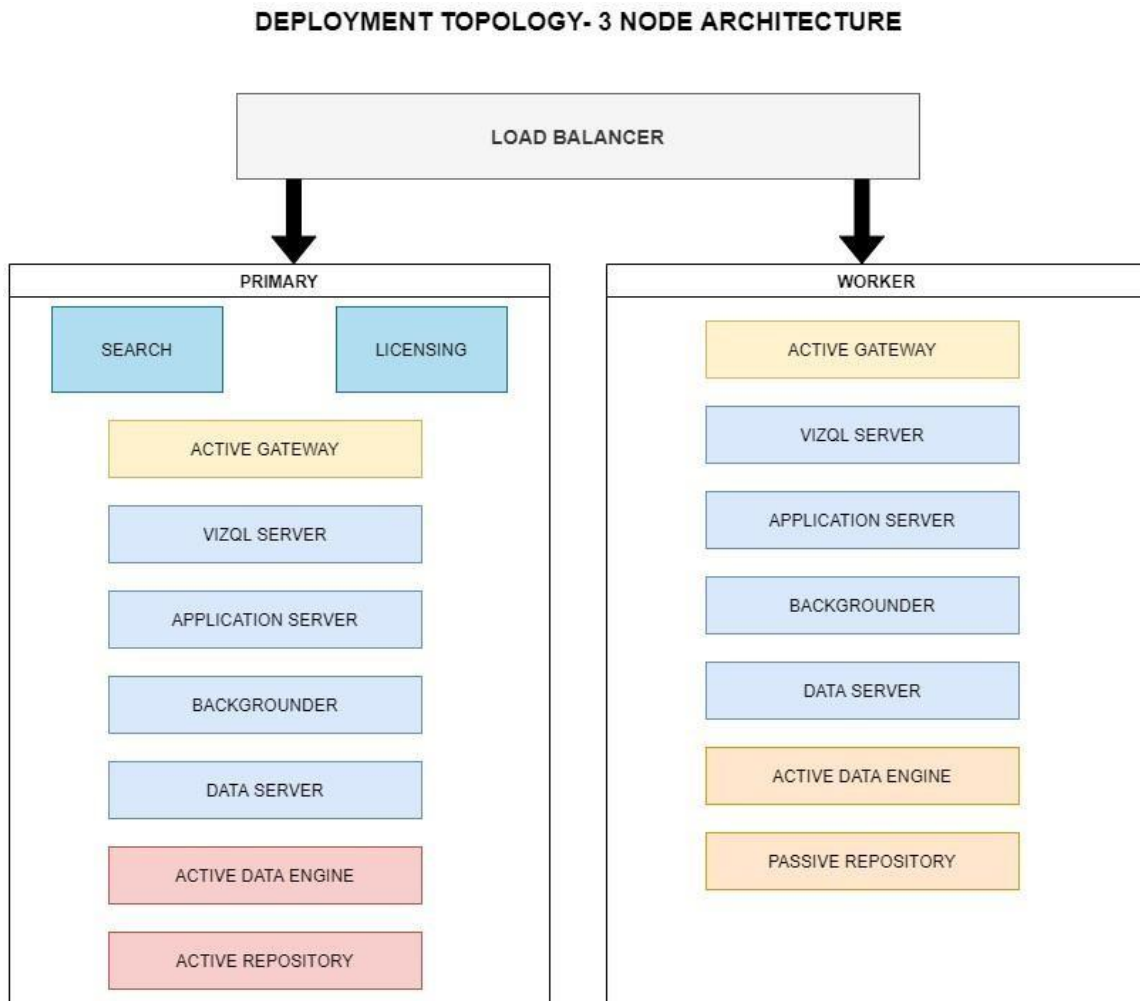 DEPLOYMENT TOPOLOGY- 3 NODE ARCHITECTURE
LOAD BALANCER
PRIMARY
SEARCH
LICENSING
ACTIVE GATEWAY
VIZQL SERVER
APPLICATION SERVER
BACKGROUNDER
DATA SERVER
ACTIVE DATA ENGINE
ACTIVE REPOSITORY
WORKER
ACTIVE GATEWAY
VIZQL SERVER
APPLICATION SERVER
BACKGROUNDER
DATA SERVER
ACTIVE DATA ENGINE
PASSIVE REPOSITORY